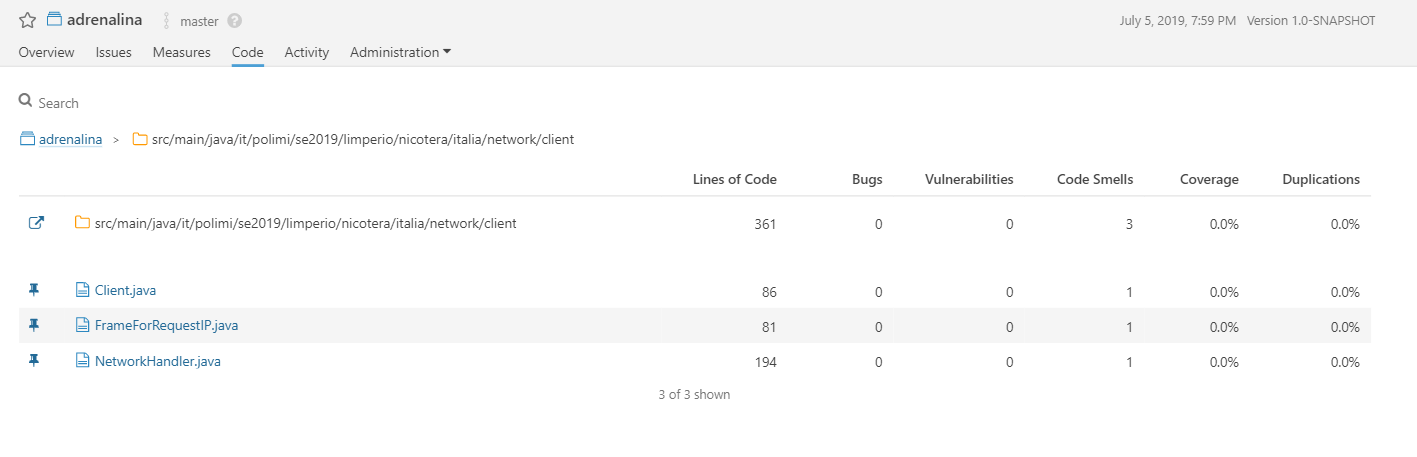 adrenalina master ? July 5, 2019, 7:59 PM Version 1.0-SNAPSHOT
Overview Issues Measures Code Activity Administration
Search
adrenalina > src/main/java/it/polimi/se2019/limperio/nicotera/italia/network/client
Lines of Code Bugs Vulnerabilities Code Smells Coverage Duplications
src/main/java/it/polimi/se2019/limperio/nicotera/italia/network/client 361 0 0 3 0.0% 0.0%
Client.java 86 0 0 1 0.0% 0.0%
FrameForRequestIP.java 81 0 0 1 0.0% 0.0%
NetworkHandler.java 194 0 0 1 0.0% 0.0%
3 of 3 shown